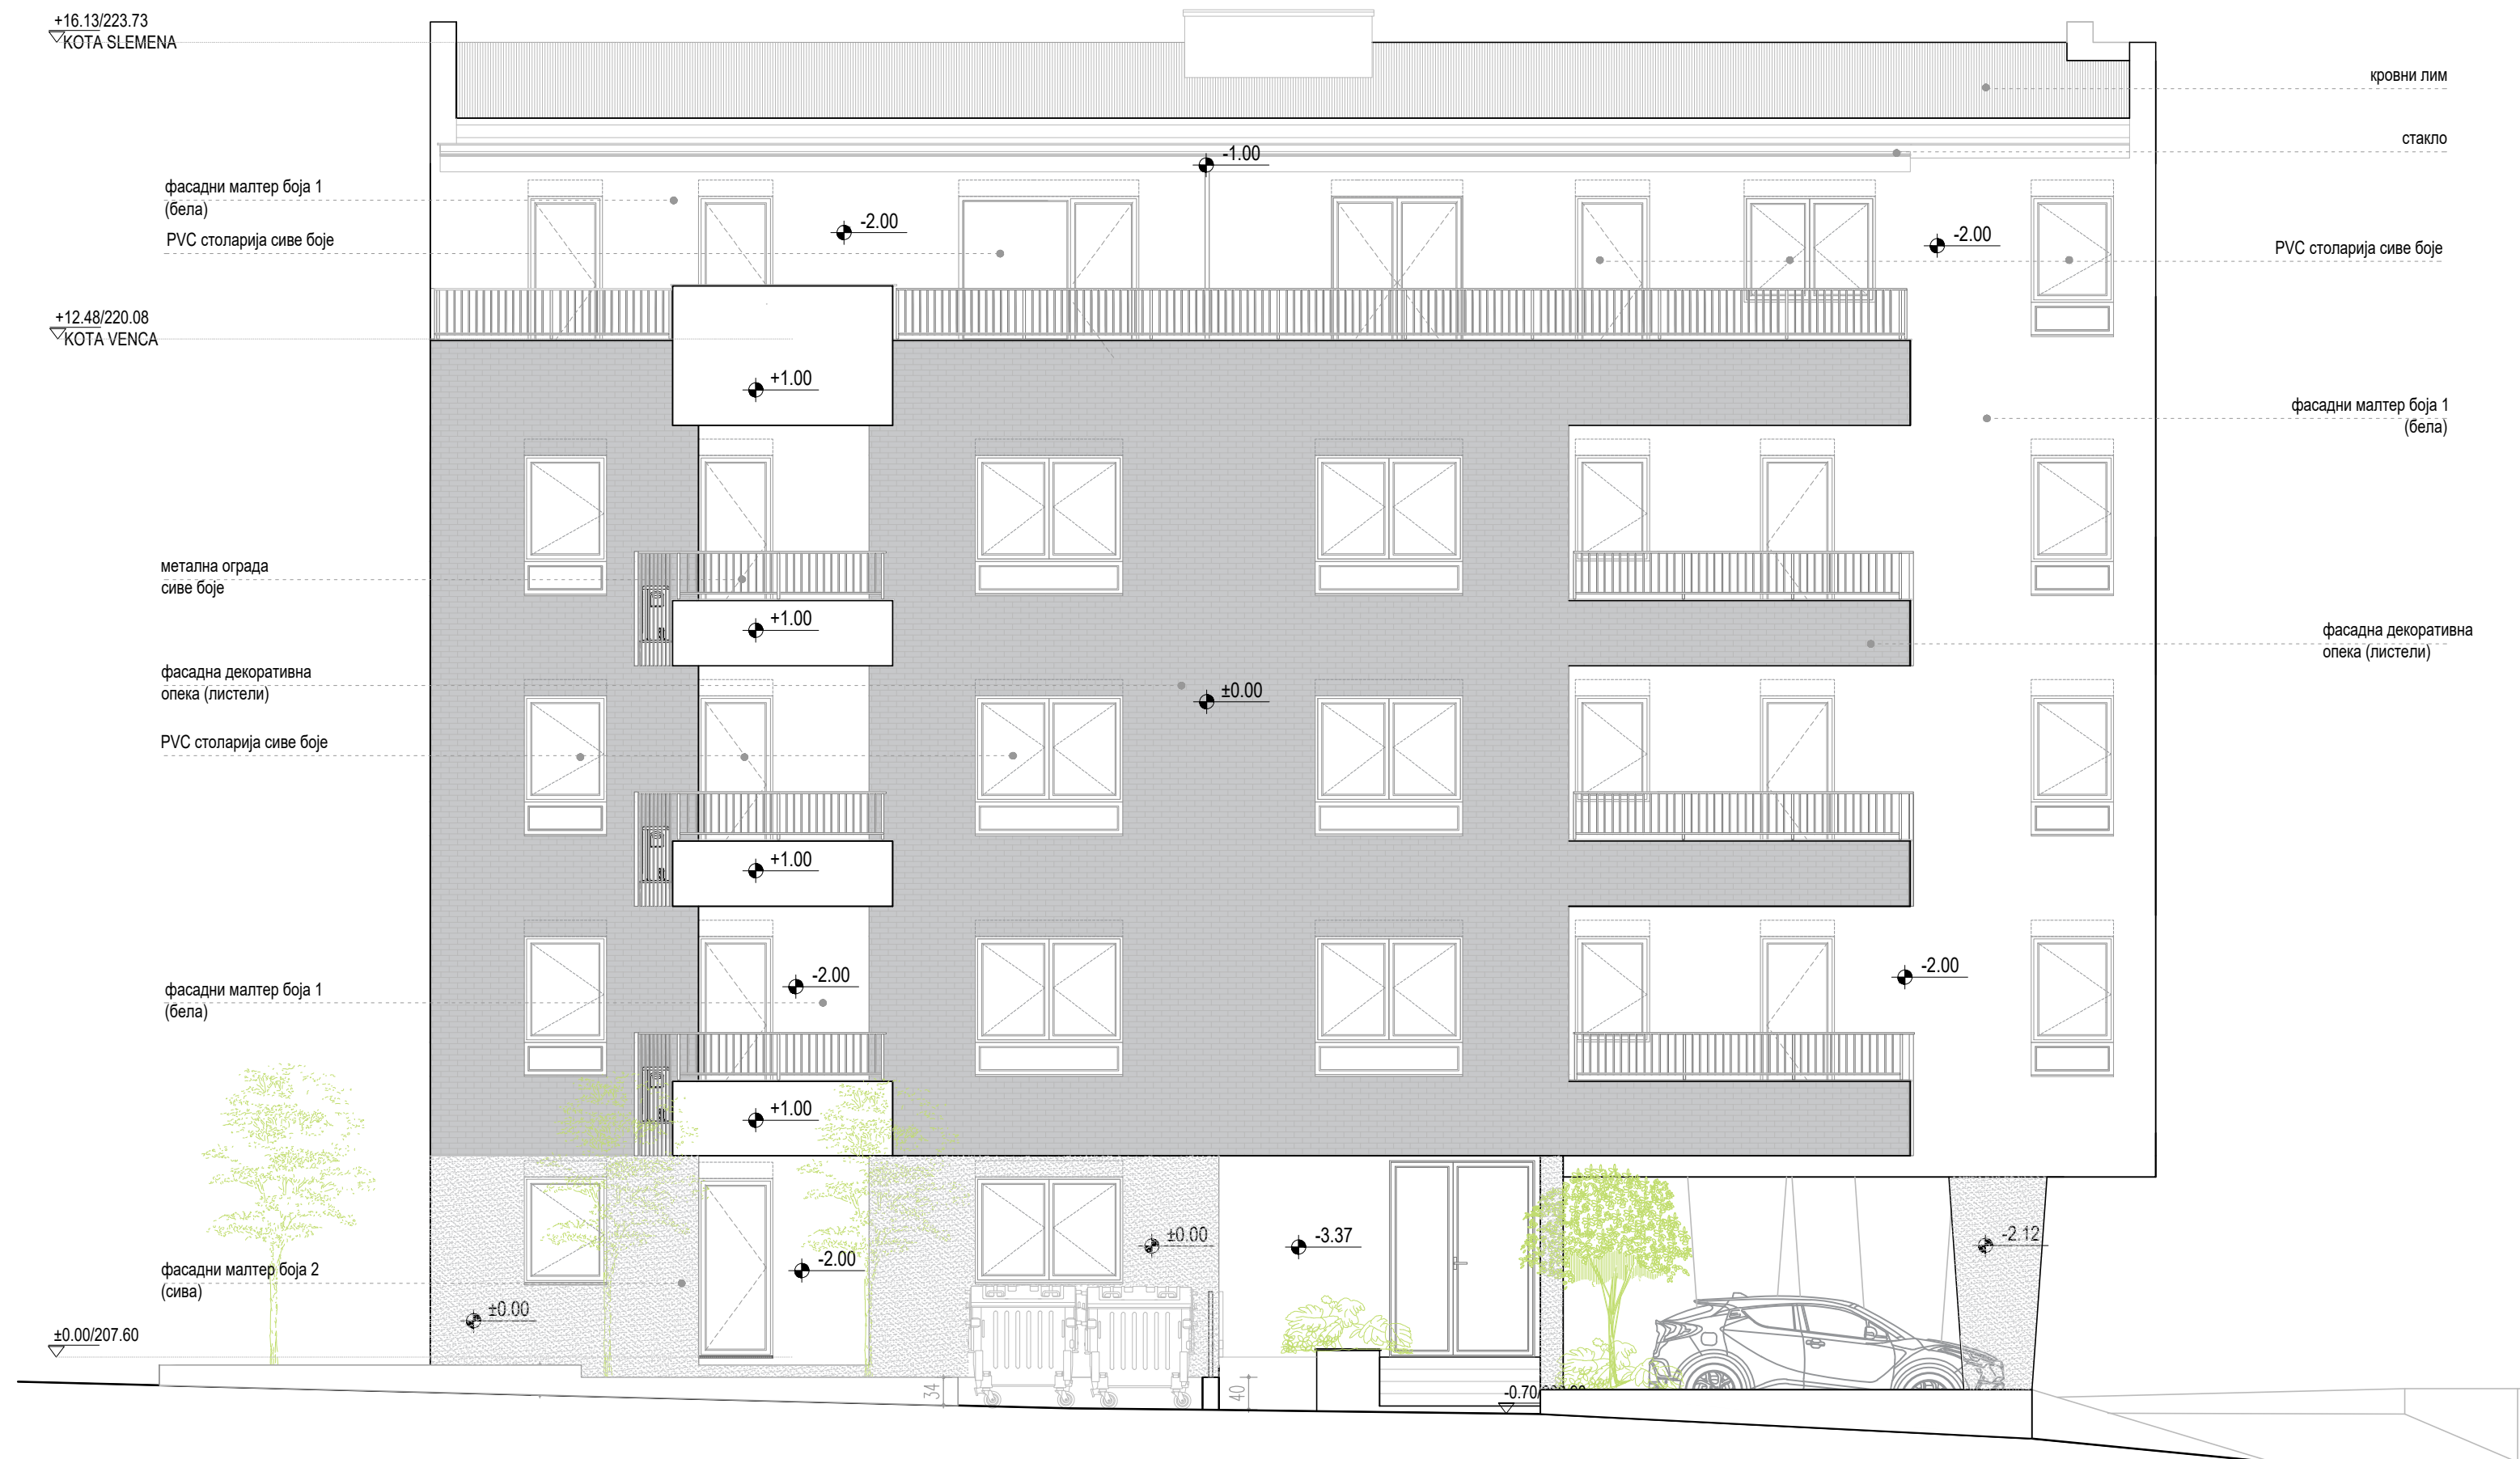 +16.13/223.73
KOTA SLEMENA
кровни лим
стакло
-1.00
фасадни малтер боја 1
(бела)
-2.00
-2.00
PVC столарија сиве боје
PVC столарија сиве боје
+12.48/220.08
KOTA VENCA
+1.00
фасадни малтер боја 1
(бела)
метална ограда
сиве боје
+1.00
фасадна декоративна
опека (листели)
фасадна декоративна
опека (листели)
±0.00
PVC столарија сиве боје
+1.00
-2.00
-2.00
фасадни малтер боја 1
(бела)
+1.00
±0.00
-3.37
-2.12
-2.00
фасадни малтер боја 2
(сива)
±0.00
±0.00/207.60
34
40
-0.70/